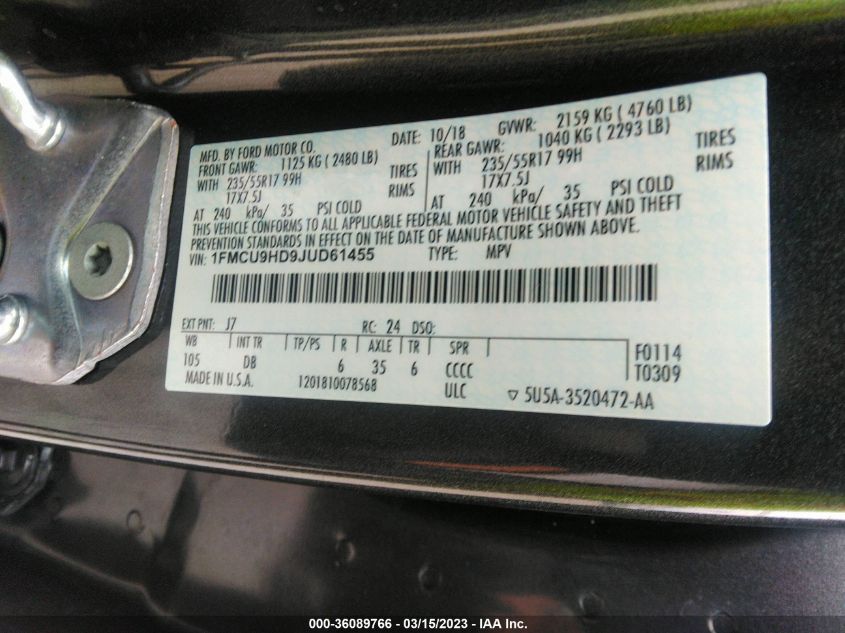 MFD. BY FORD MOTOR CO. DATE: 10/18 GVWR: 2159 KG ( 4760 LB)
FRONT GAWR: 1125 KG ( 2480 LB) REAR GAWR: 1040 KG ( 2293 LB)
WITH 235/55R17 99H TIRES WITH 235/55R17 99H TIRES
17X7.5J RIMS 17X7.5J RIMS
AT 240 kPa/ 35 PSI COLD AT 240 kPa/ 35 PSI COLD
THIS VEHICLE CONFORMS TO ALL APPLICABLE FEDERAL MOTOR VEHICLE SAFETY AND THEFT
PREVENTION STANDARDS IN EFFECT ON THE DATE OF MANUFACTURE SHOWN ABOVE.
VIN: 1FMCU9HD9JUD61455 TYPE: MPV
EXT PNT: J7 RC: 24 DSO:
WB INT TR TP/PS R AXLE TR SPR F0114
105 DB 6 35 6 CCCC T0309
MADE IN U.S.A. 1201810078568 ULC ▽ 5U5A-3520472-AA
000-36089766 - 03/15/2023 - IAA Inc.